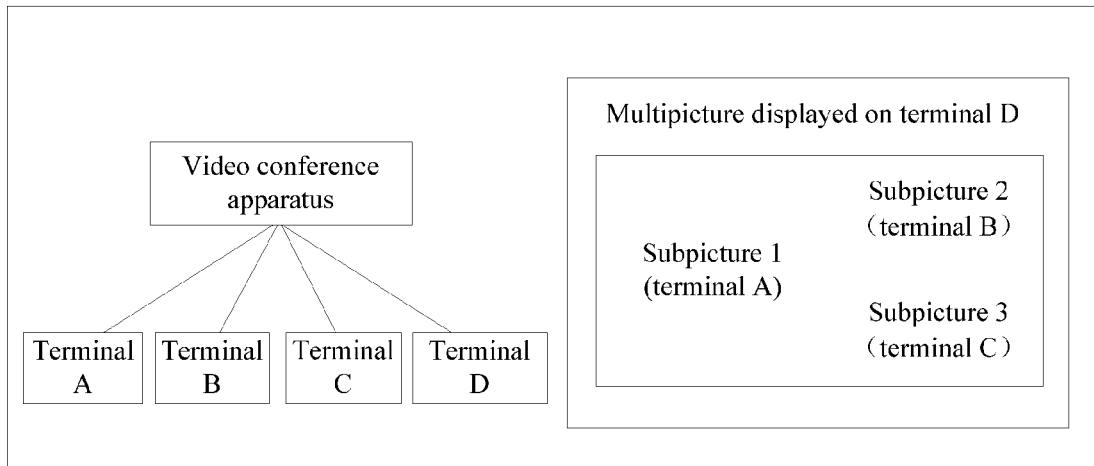 Video conference
apparatus
Terminal
A
Terminal
B
Terminal
C
Terminal
D
Multipicture displayed on terminal D
Subpicture 1
(terminal A)
Subpicture 2
（terminal B）
Subpicture 3
（terminal C）